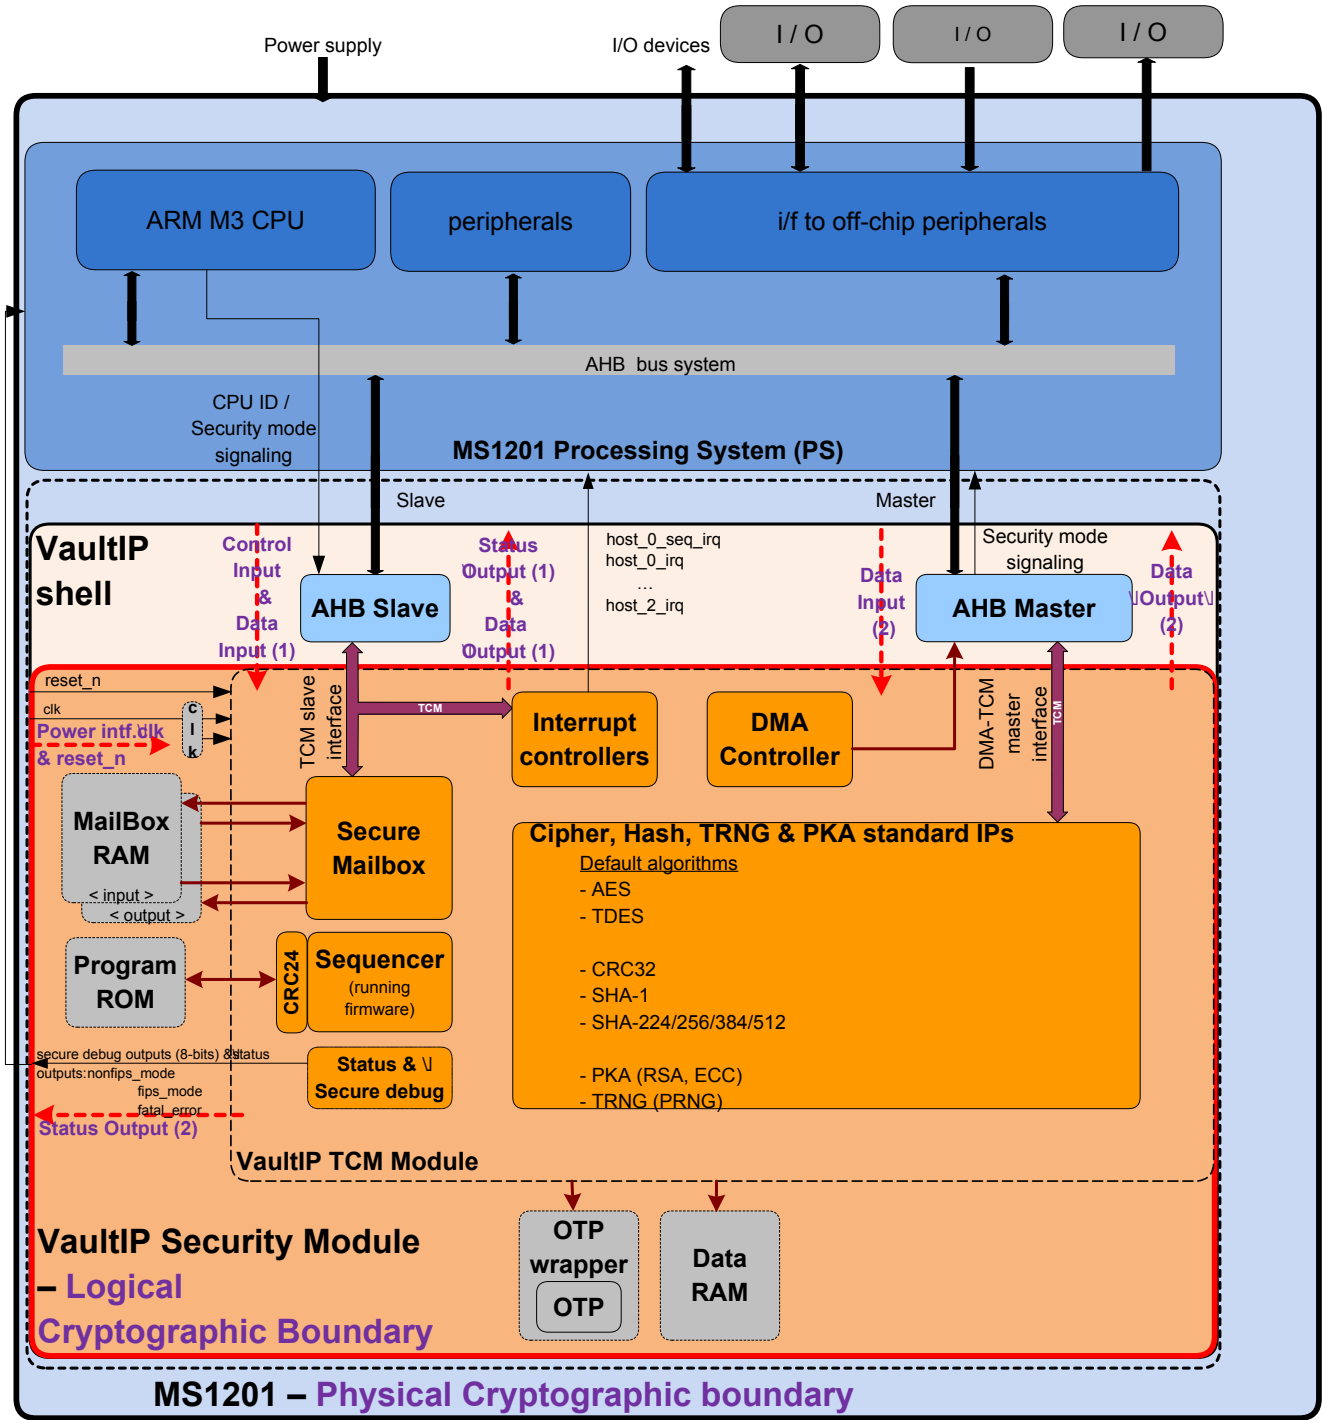 Power supply
I/O devices
I / O
I / O
I / O
ARM M3 CPU
peripherals
i/f to off-chip peripherals
AHB bus system
CPU ID /
Security mode
signaling
MS1201 Processing System (PS)
Slave
Master
VaultIP
shell
Control
Input
&
Data
Input (1)
Status
Output (1)
&
Data
Output (1)
host_0_seq_irq
host_0_irq
...
host_2_irq
Data
Input
(2)
Security mode
signaling
Data
Output
(2)
AHB Slave
AHB Master
reset_n
clk
clk
Power intf. clk
& reset_n
TCM slave
interface
TCM
Interrupt
controllers
DMA
Controller
DMA-TCM
master
interface
TCM
MailBox
RAM
< input >
< output >
Secure
Mailbox
Cipher, Hash, TRNG & PKA standard IPs
Default algorithms
- AES
- TDES
- CRC32
- SHA-1
- SHA-224/256/384/512
- PKA (RSA, ECC)
- TRNG (PRNG)
Program
ROM
CRC24
Sequencer
(running
firmware)
secure debug outputs (8-bits) & status
outputs:nonfips_mode
fips_mode
fatal_error
Status Output (2)
Status &
Secure debug
VaultIP TCM Module
OTP
wrapper
OTP
Data
RAM
VaultIP Security Module
– Logical
Cryptographic Boundary
MS1201 – Physical Cryptographic boundary